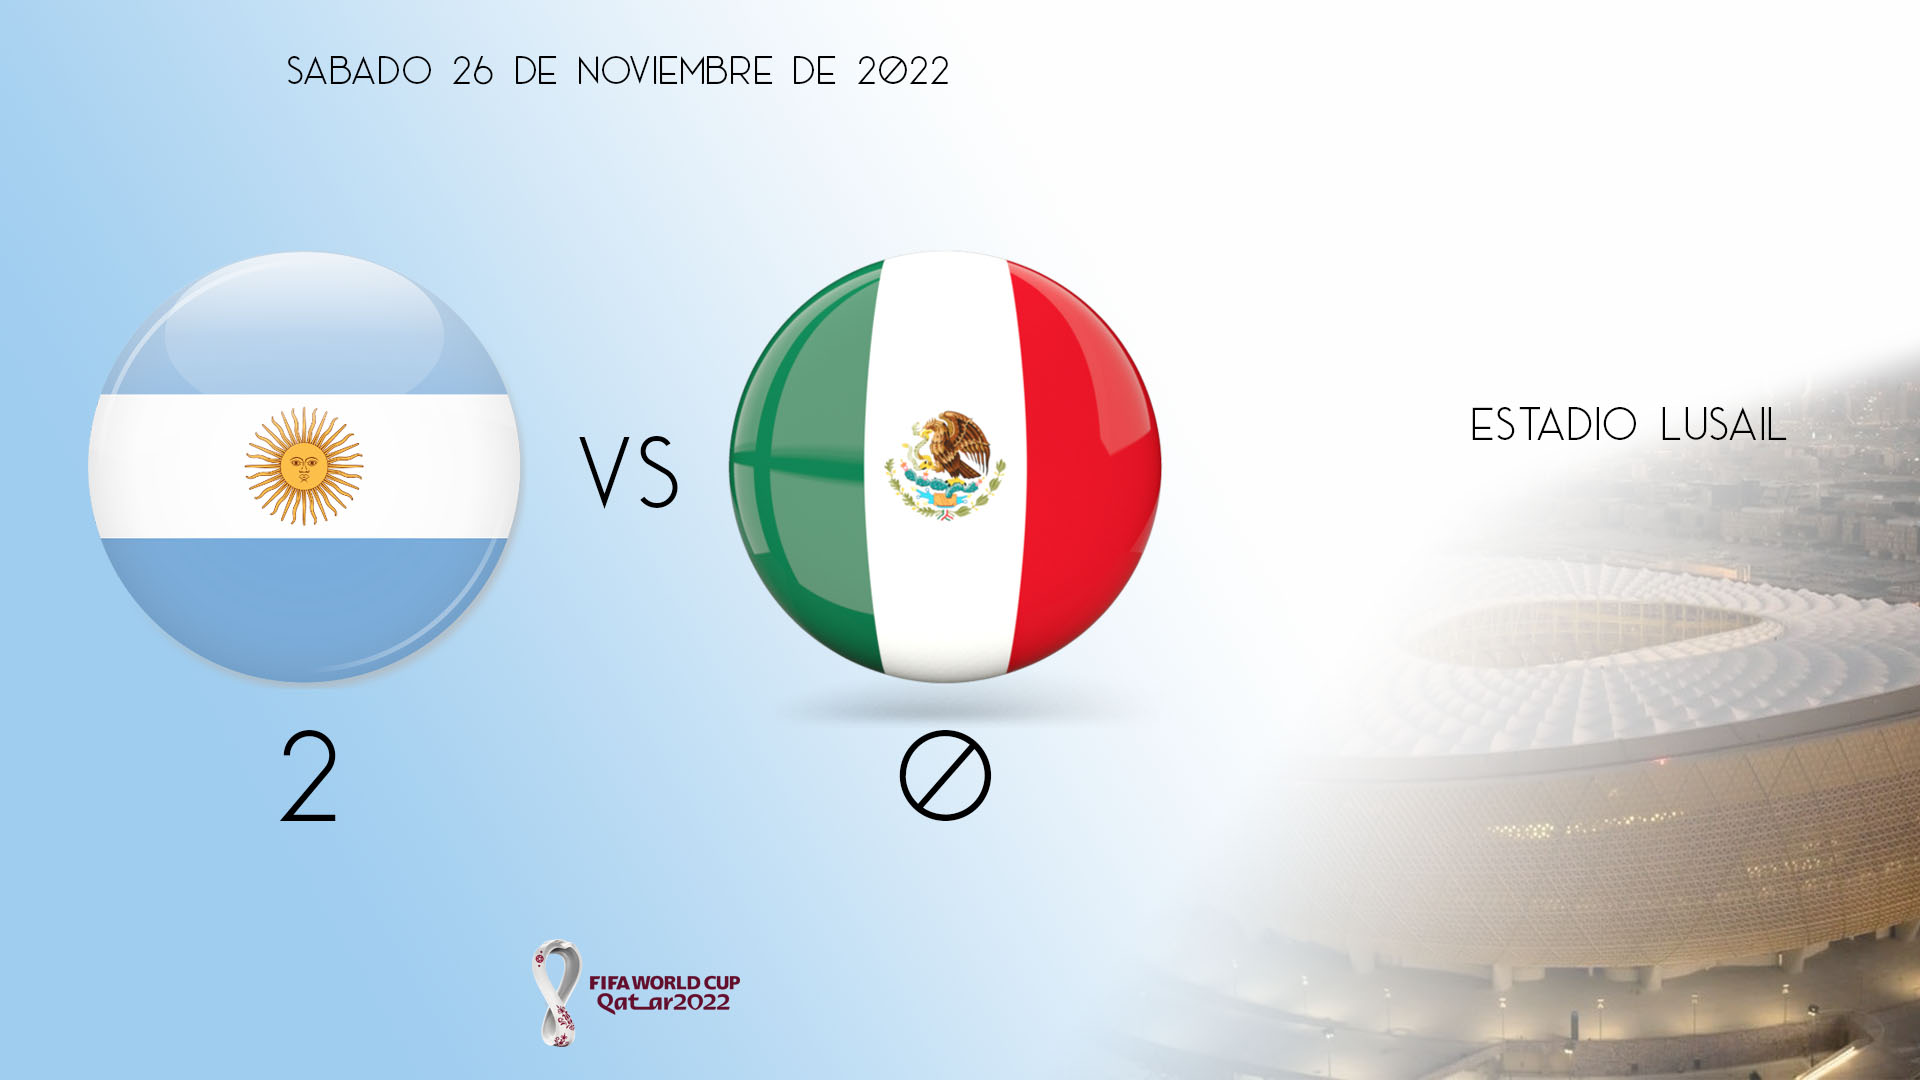 SABADO 26 DE NOVIEMBRE DE 2022
ESTADIO LUSAIL
VS
2
0
FIFA WORLD CUP
Qatar2022